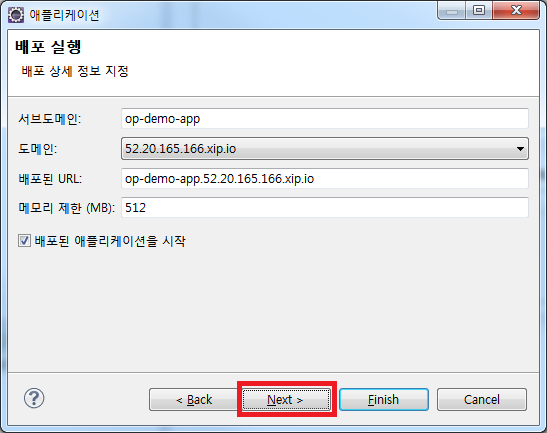 애플리케이션
배포 실행
배포 상세 정보 지정
서브도메인: op-demo-app
도메인: 52.20.165.166.xip.io
배포된 URL: op-demo-app.52.20.165.166.xip.io
메모리 제한 (MB): 512
배포된 애플리케이션을 시작
? < Back Next > Finish Cancel